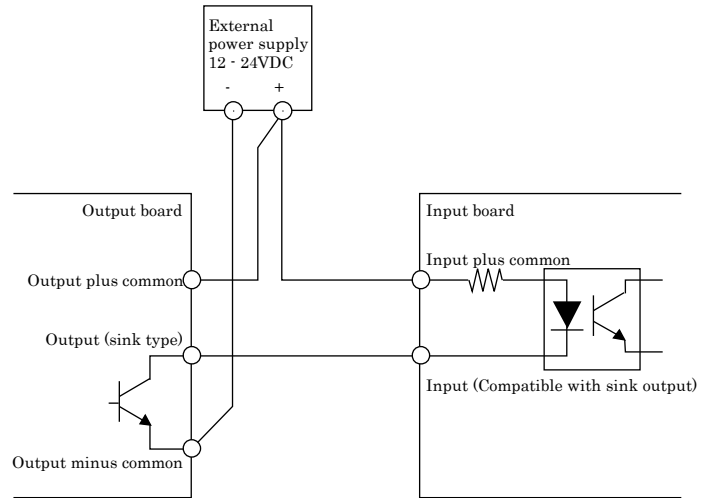 External
power supply
12 - 24VDC
- +
Output board
Input board
Input plus common
Output plus common
Output (sink type)
Input (Compatible with sink output)
Output minus common